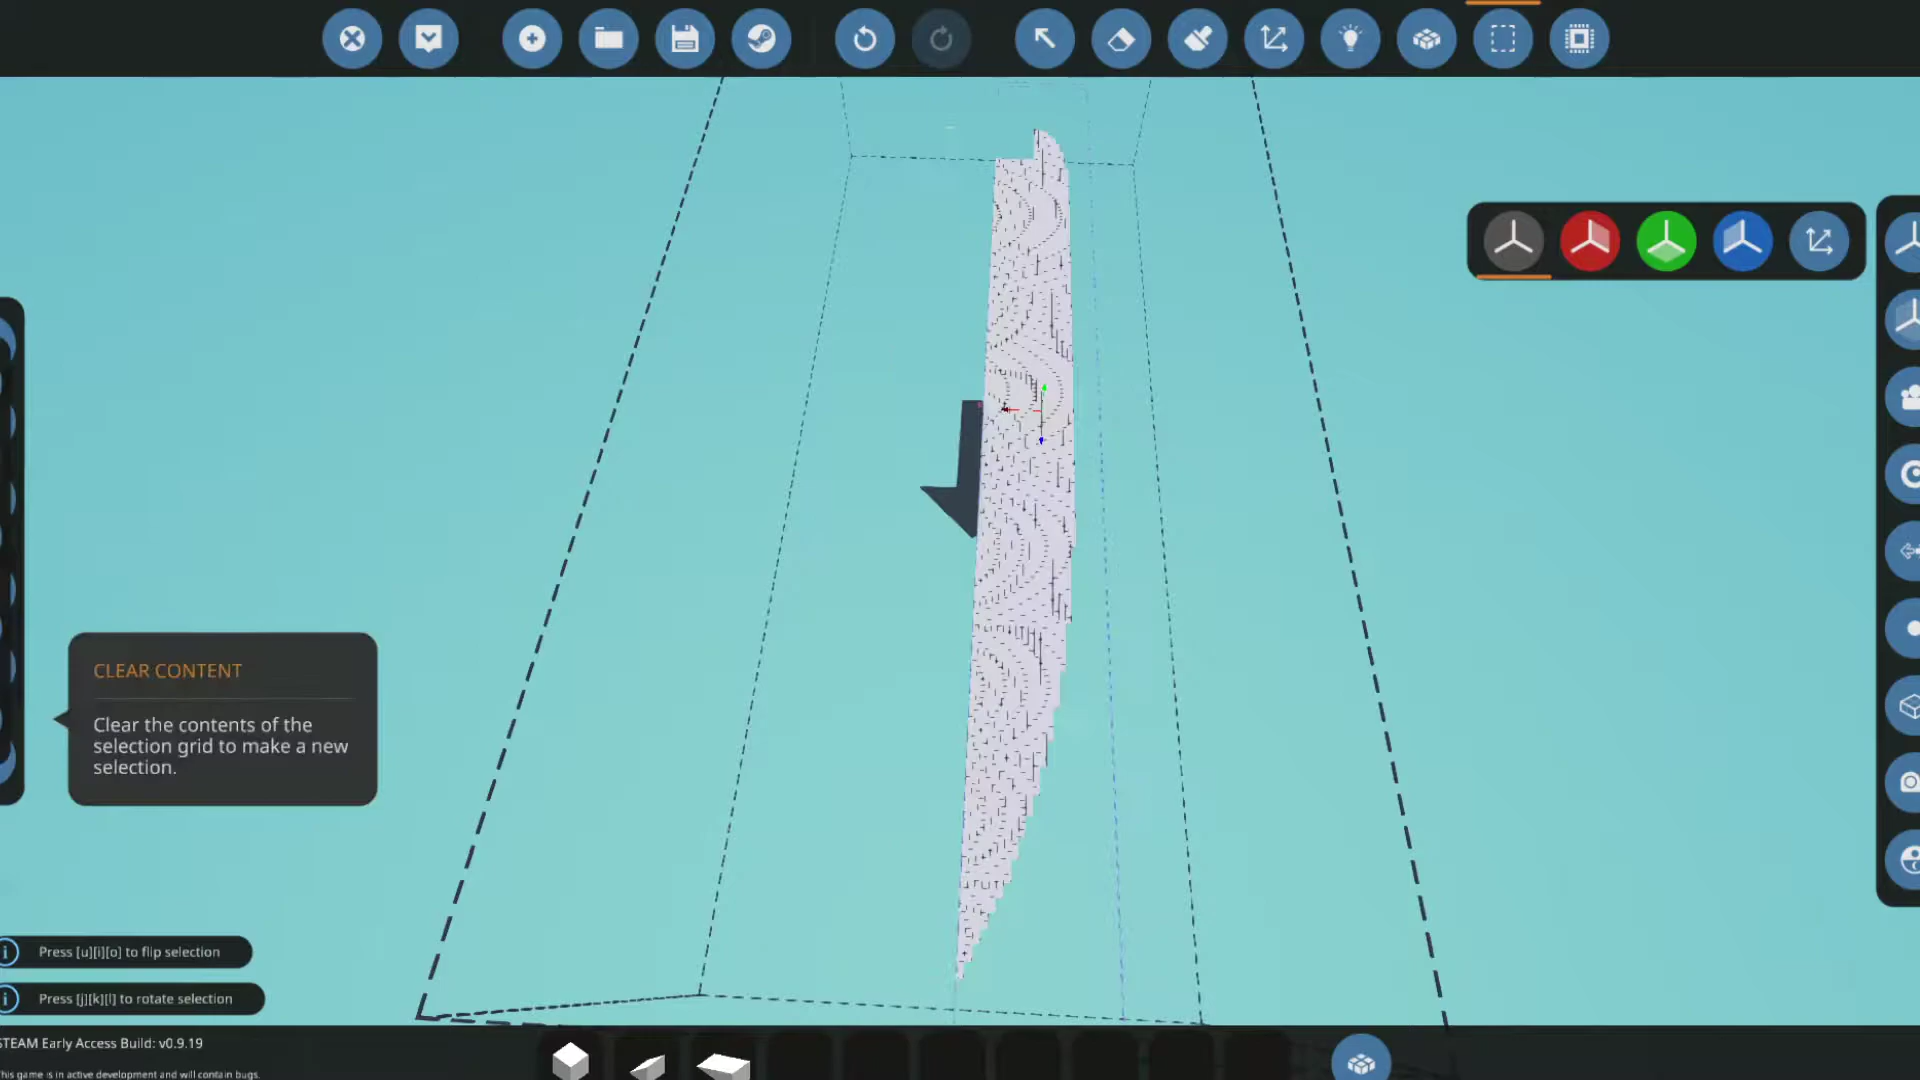 CLEAR CONTENT
Clear the contents of the
selection grid to make a new
selection.
Press [u][i][o] to flip selection
Press [j][k][l] to rotate selection
STEAM Early Access Build: v0.9.19
This game is in active development and will contain bugs.